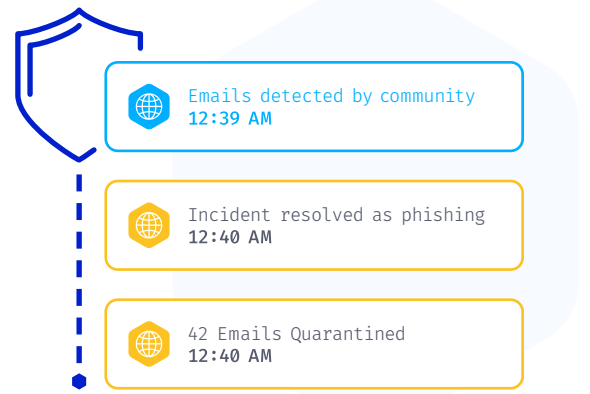 Emails detected by community
12:39 AM
Incident resolved as phishing
12:40 AM
42 Emails Quarantined
12:40 AM